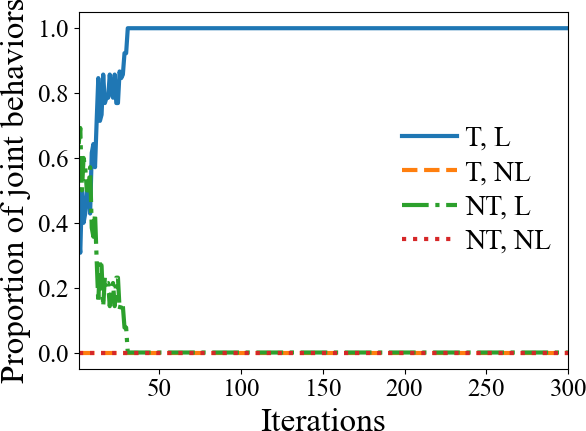 Proportion of joint behaviors
1.0
0.8
0.6
0.4
0.2
0.0
T, L
T, NL
NT, L
NT, NL
50 100 150 200 250 300
Iterations